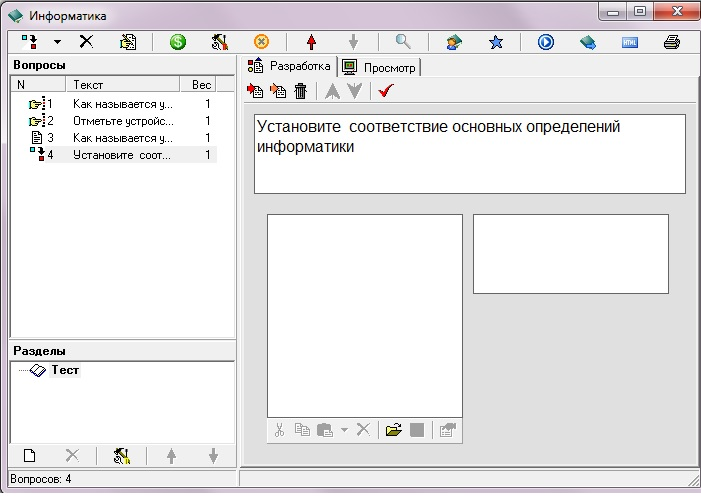 Информатика
Вопросы
N Текст Вес
1 Как называется у... 1
2 Отметьте устройс... 1
3 Как называется у... 1
4 Установите соот... 1
Разделы
Тест
Вопросов: 4
Разработка Просмотр
Установите соответствие основных определений
информатики
HTML